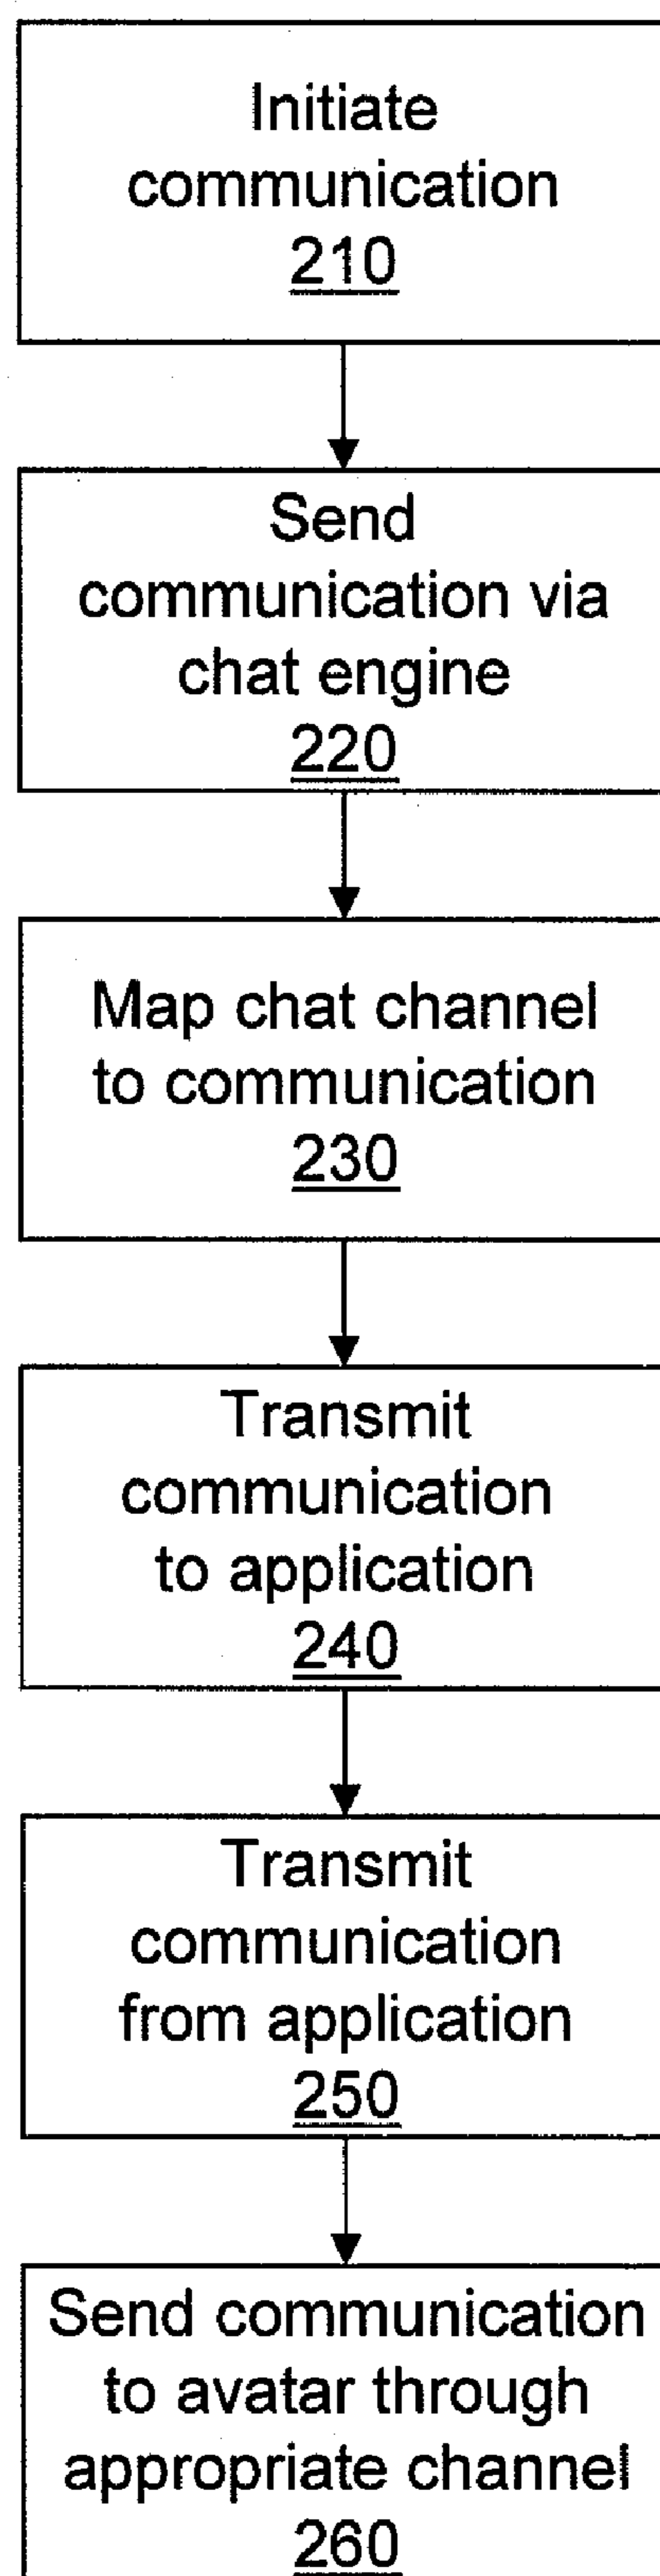 Initiate
communication
210
Send
communication via
chat engine
220
Map chat channel
to communication
230
Transmit
communication
to application
240
Transmit
communication
from application
250
Send communication
to avatar through
appropriate channel
260